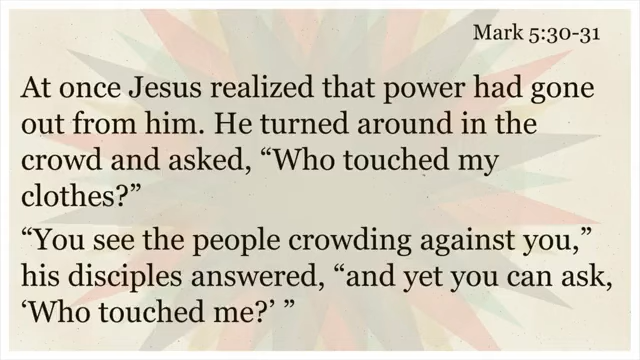 Mark 5:30-31
At once Jesus realized that power had gone
out from him. He turned around in the
crowd and asked, “Who touched my
clothes?”
“You see the people crowding against you,”
his disciples answered, “and yet you can ask,
‘Who touched me?’ ”